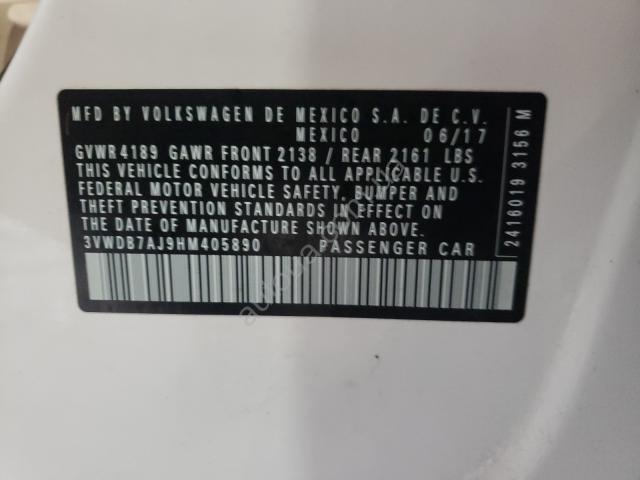 MFD BY VOLKSWAGEN DE MEXICO S.A. DE C.V.
MEXICO 06/17
GVWR 4189 GAWR FRONT 2138 / REAR 2161 LBS
THIS VEHICLE CONFORMS TO ALL APPLICABLE U.S.
FEDERAL MOTOR VEHICLE SAFETY, BUMPER AND
THEFT PREVENTION STANDARDS IN EFFECT ON
THE DATE OF MANUFACTURE SHOWN ABOVE.
3VWDB7AJ9HM405890 PASSENGER CAR
2416019 3156 M